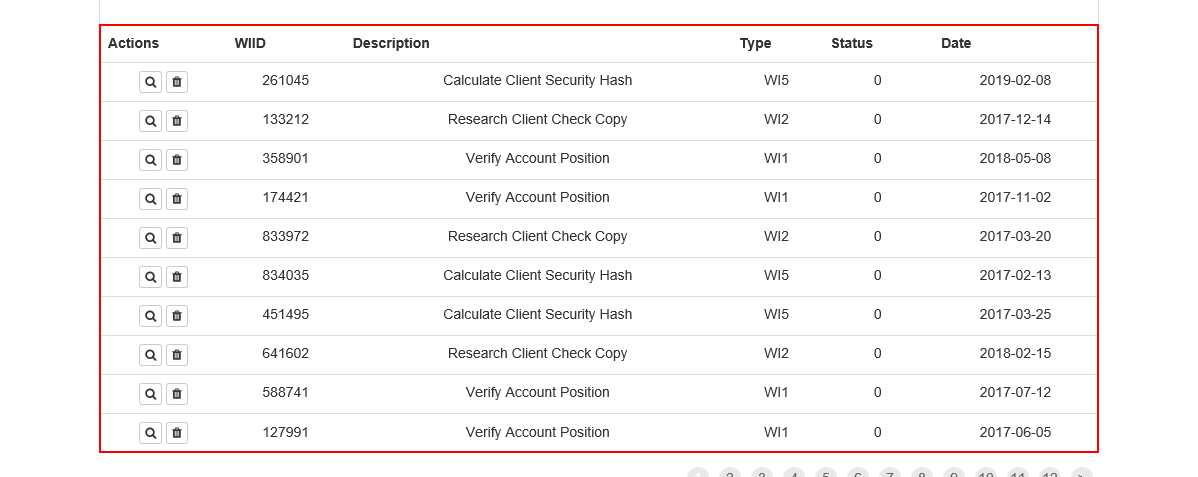 Actions WIID Description Type Status Date
261045 Calculate Client Security Hash WI5 0 2019-02-08
133212 Research Client Check Copy WI2 0 2017-12-14
358901 Verify Account Position WI1 0 2018-05-08
174421 Verify Account Position WI1 0 2017-11-02
833972 Research Client Check Copy WI2 0 2017-03-20
834035 Calculate Client Security Hash WI5 0 2017-02-13
451495 Calculate Client Security Hash WI5 0 2017-03-25
641602 Research Client Check Copy WI2 0 2018-02-15
588741 Verify Account Position WI1 0 2017-07-12
127991 Verify Account Position WI1 0 2017-06-05
1 2 3 4 5 6 7 8 9 10 11 12 >